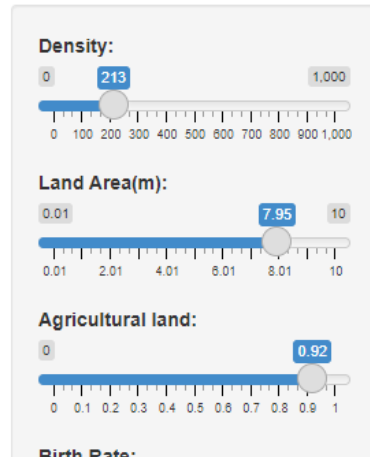 Density:
0 213 1,000
0 100 200 300 400 500 600 700 800 900 1,000
Land Area(m):
0.01 7.95 10
0.01 2.01 4.01 6.01 8.01 10
Agricultural land:
0 0.92
0 0.1 0.2 0.3 0.4 0.5 0.6 0.7 0.8 0.9 1
Birth Rate: